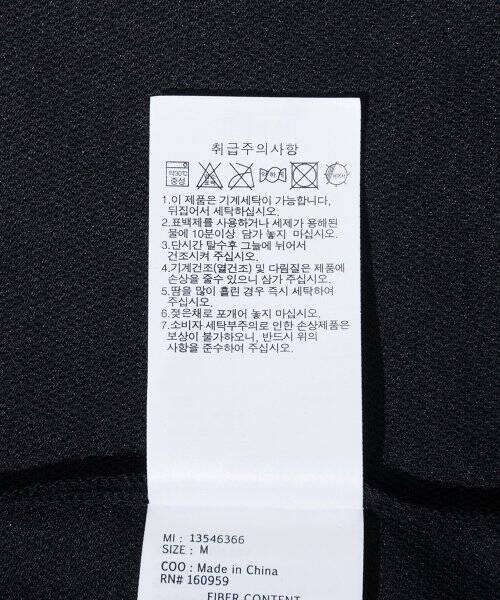 취급주의사항
약30℃
중성
약하게
1.이 제품은 기계세탁이 가능합니다,
뒤집어서 세탁하십시오.
2.표백제를 사용하거나 세제가 용해된
물에 10분이상 담가 놓지 마십시오.
3.단시간 탈수후 그늘에 뉘어서
건조시켜 주십시오.
4.기계건조(열건조) 및 다림질은 제품에
손상을 줄수 있으니 삼가 주십시오.
5.땀을 많이 흘린 경우 즉시 세탁하여
주십시오.
6.젖은채로 포개어 놓지 마십시오.
7.소비자 세탁부주의로 인한 손상제품은
보상이 불가하오니, 반드시 위의
사항을 준수하여 주십시오.
MI : 13546366
SIZE : M
COO : Made in China
RN# 160959
FIBER CONTENT